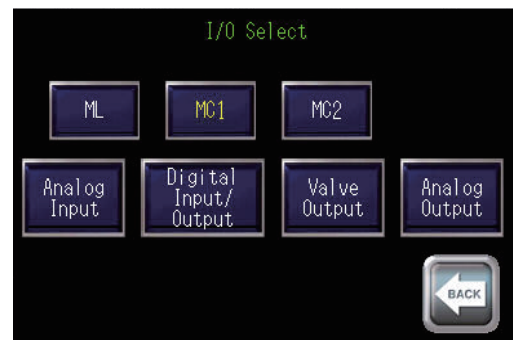 I/O Select
ML
MC1
MC2
Analog
Input
Digital
Input/
Output
Valve
Output
Analog
Output
BACK